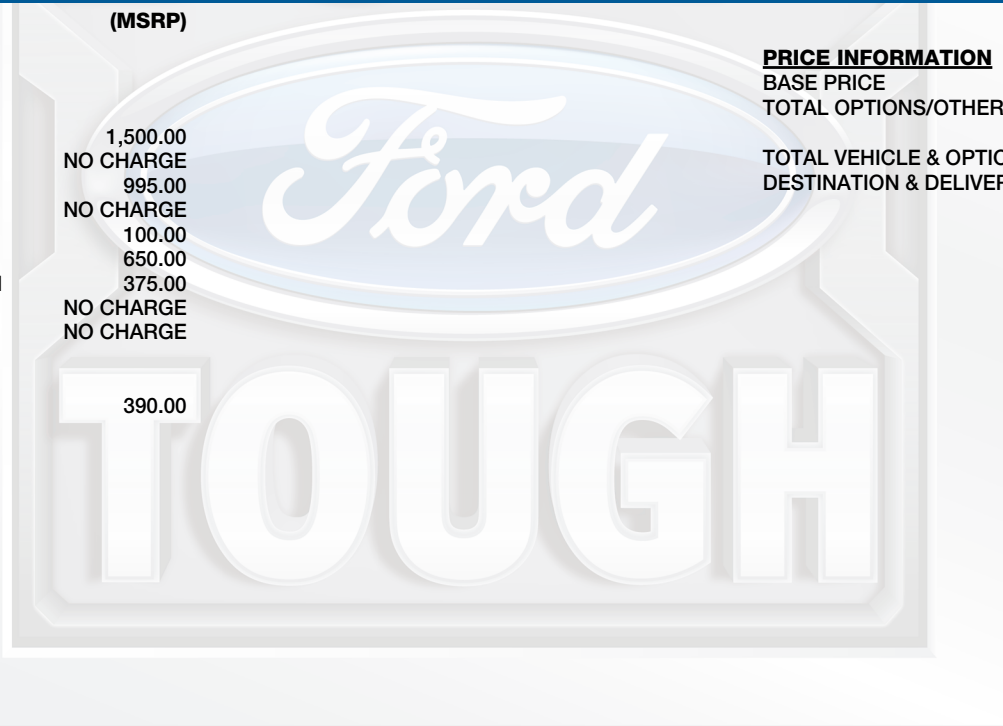 (MSRP)
1,500.00
NO CHARGE
995.00
NO CHARGE
100.00
650.00
375.00
NO CHARGE
NO CHARGE
390.00
PRICE INFORMATION
BASE PRICE
TOTAL OPTIONS/OTHER
TOTAL VEHICLE & OPTIO
DESTINATION & DELIVER
Ford
TOUGH